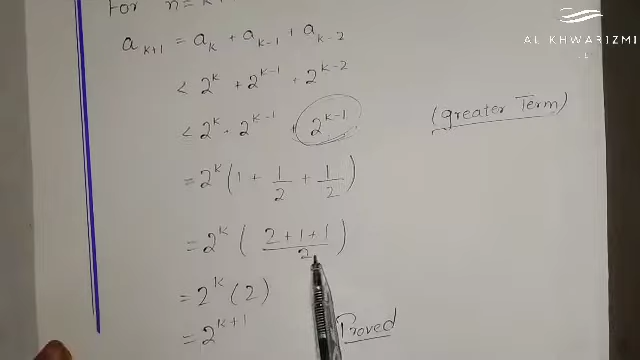 For n = k+
a_{k+1} = a_k + a_{k-1} + a_{k-2}
< 2^k + 2^{k-1} + 2^{k-2}
< 2^k + 2^{k-1} + 2^{k-1} (greater Term)
= 2^k (1 + 1/2 + 1/2)
= 2^k ( (2+1+1)/2 )
= 2^k (2)
= 2^{k+1} Proved
AL KHWARIZMI